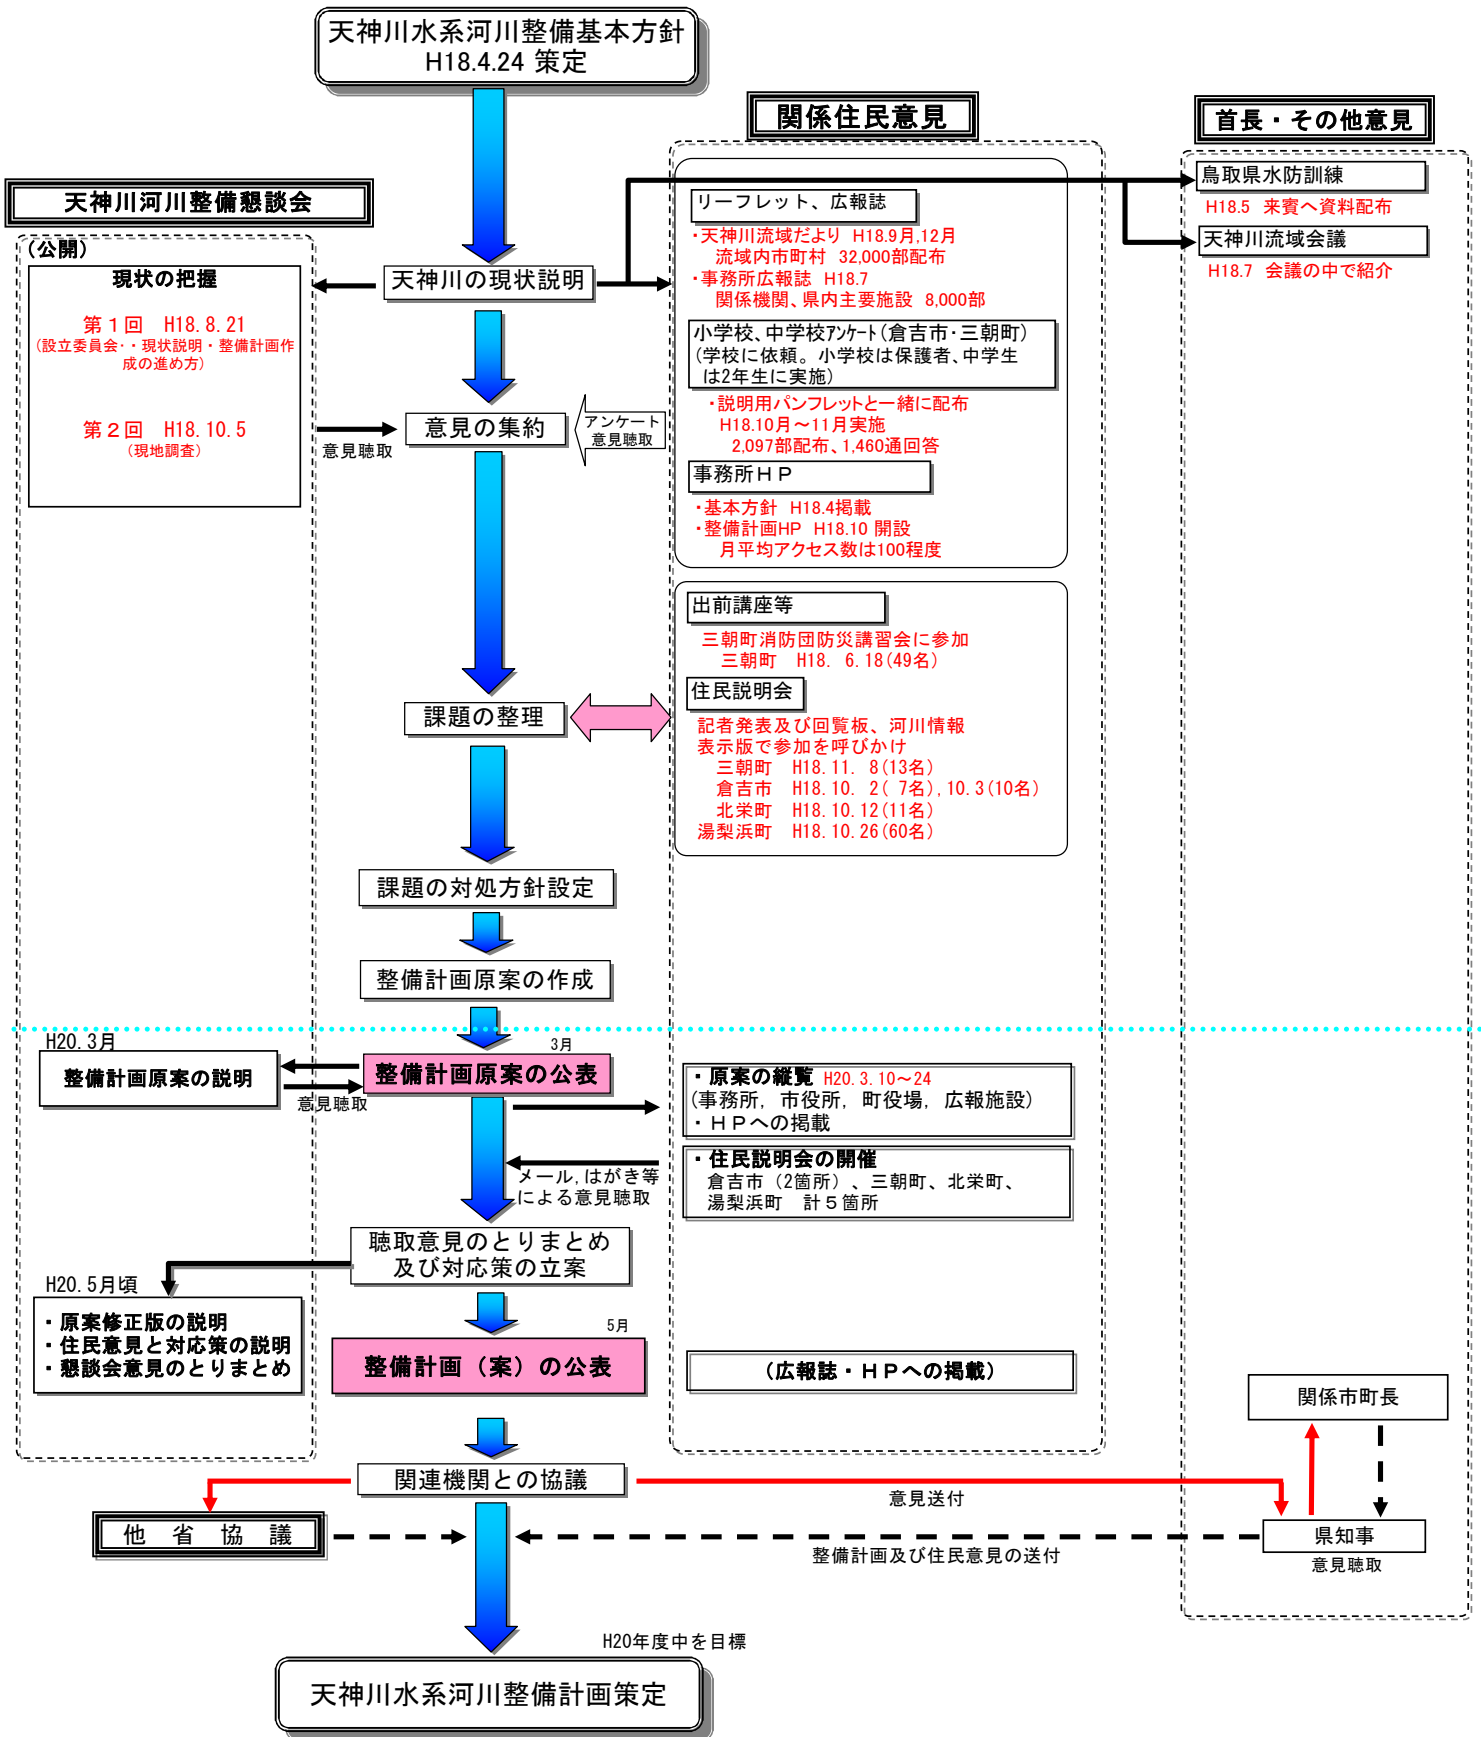 天神川水系河川整備基本方針
H18.4.24 策定
関係住民意見
首長・その他意見
天神川河川整備懇談会
(公開)
現状の把握
第１回 H18.8.21
(設立委員会・・現状説明・整備計画作
成の進め方)
第２回 H18.10.5
(現地調査)
天神川の現状説明
意見の集約
意見聴取
アンケート
意見聴取
リーフレット、広報誌
・天神川流域だより H18.9月,12月
流域内市町村 32,000部配布
・事務所広報誌 H18.7
関係機関、県内主要施設 8,000部
小学校、中学校ｱﾝｹｰﾄ(倉吉市・三朝町)
(学校に依頼。小学校は保護者、中学生
は2年生に実施)
・説明用パンフレットと一緒に配布
H18.10月～11月実施
2,097部配布、1,460通回答
事務所ＨＰ
・基本方針 H18.4掲載
・整備計画HP H18.10 開設
月平均アクセス数は100程度
鳥取県水防訓練
H18.5 来賓へ資料配布
天神川流域会議
H18.7 会議の中で紹介
出前講座等
三朝町消防団防災講習会に参加
三朝町 H18. 6.18(49名)
住民説明会
記者発表及び回覧板、河川情報
表示版で参加を呼びかけ
三朝町 H18.11. 8(13名)
倉吉市 H18.10. 2( 7名),10.3(10名)
北栄町 H18.10.12(11名)
湯梨浜町 H18.10.26(60名)
課題の整理
課題の対処方針設定
整備計画原案の作成
H20.3月
整備計画原案の説明
意見聴取
3月
整備計画原案の公表
・原案の縦覧 H20.3.10～24
(事務所，市役所，町役場，広報施設)
・ＨＰへの掲載
・住民説明会の開催
倉吉市（2箇所）、三朝町、北栄町、
湯梨浜町 計５箇所
メール,はがき等
による意見聴取
聴取意見のとりまとめ
及び対応策の立案
H20.5月頃
・原案修正版の説明
・住民意見と対応策の説明
・懇談会意見のとりまとめ
5月
整備計画（案）の公表
(広報誌・ＨＰへの掲載)
関係市町長
関連機関との協議
意見送付
他省協議
県知事
意見聴取
整備計画及び住民意見の送付
H20年度中を目標
天神川水系河川整備計画策定